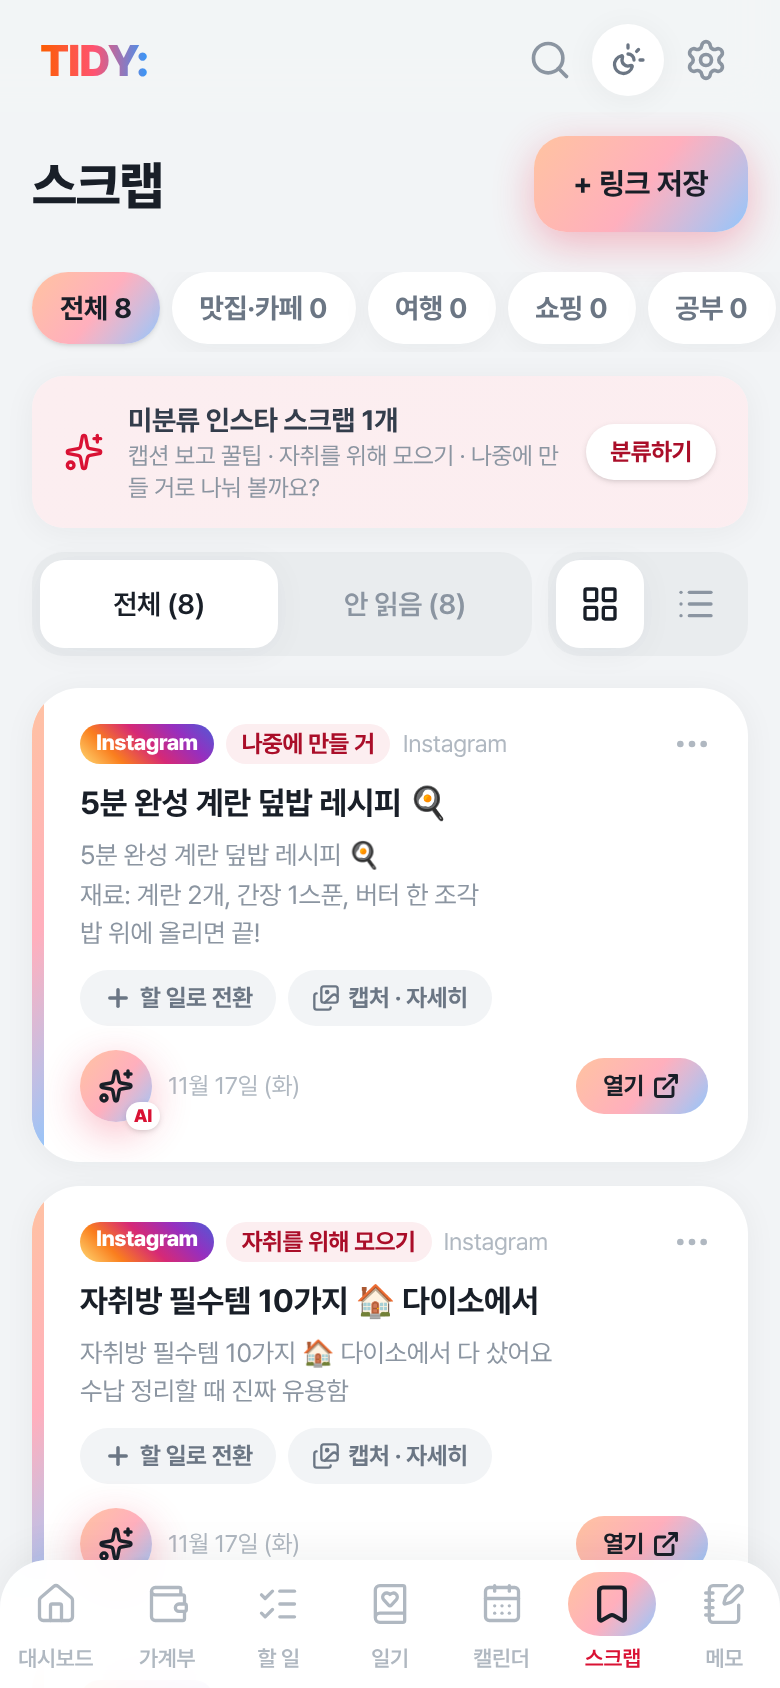 TIDY:
스크랩
+ 링크 저장
전체 8
맛집·카페 0
여행 0
쇼핑 0
공부 0
미분류 인스타 스크랩 1개
캡션 보고 꿀팁 · 자취를 위해 모으기 · 나중에 만
들 거로 나눠 볼까요?
분류하기
전체 (8)
안 읽음 (8)
Instagram
나중에 만들 거
Instagram
5분 완성 계란 덮밥 레시피 🍳
5분 완성 계란 덮밥 레시피 🍳
재료: 계란 2개, 간장 1스푼, 버터 한 조각
밥 위에 올리면 끝!
할 일로 전환
캡처 · 자세히
AI
11월 17일 (화)
열기
Instagram
자취를 위해 모으기
Instagram
자취방 필수템 10가지 🏠 다이소에서
자취방 필수템 10가지 🏠 다이소에서 다 샀어요
수납 정리할 때 진짜 유용함
할 일로 전환
캡처 · 자세히
11월 17일 (화)
열기
대시보드
가계부
할 일
일기
캘린더
스크랩
메모